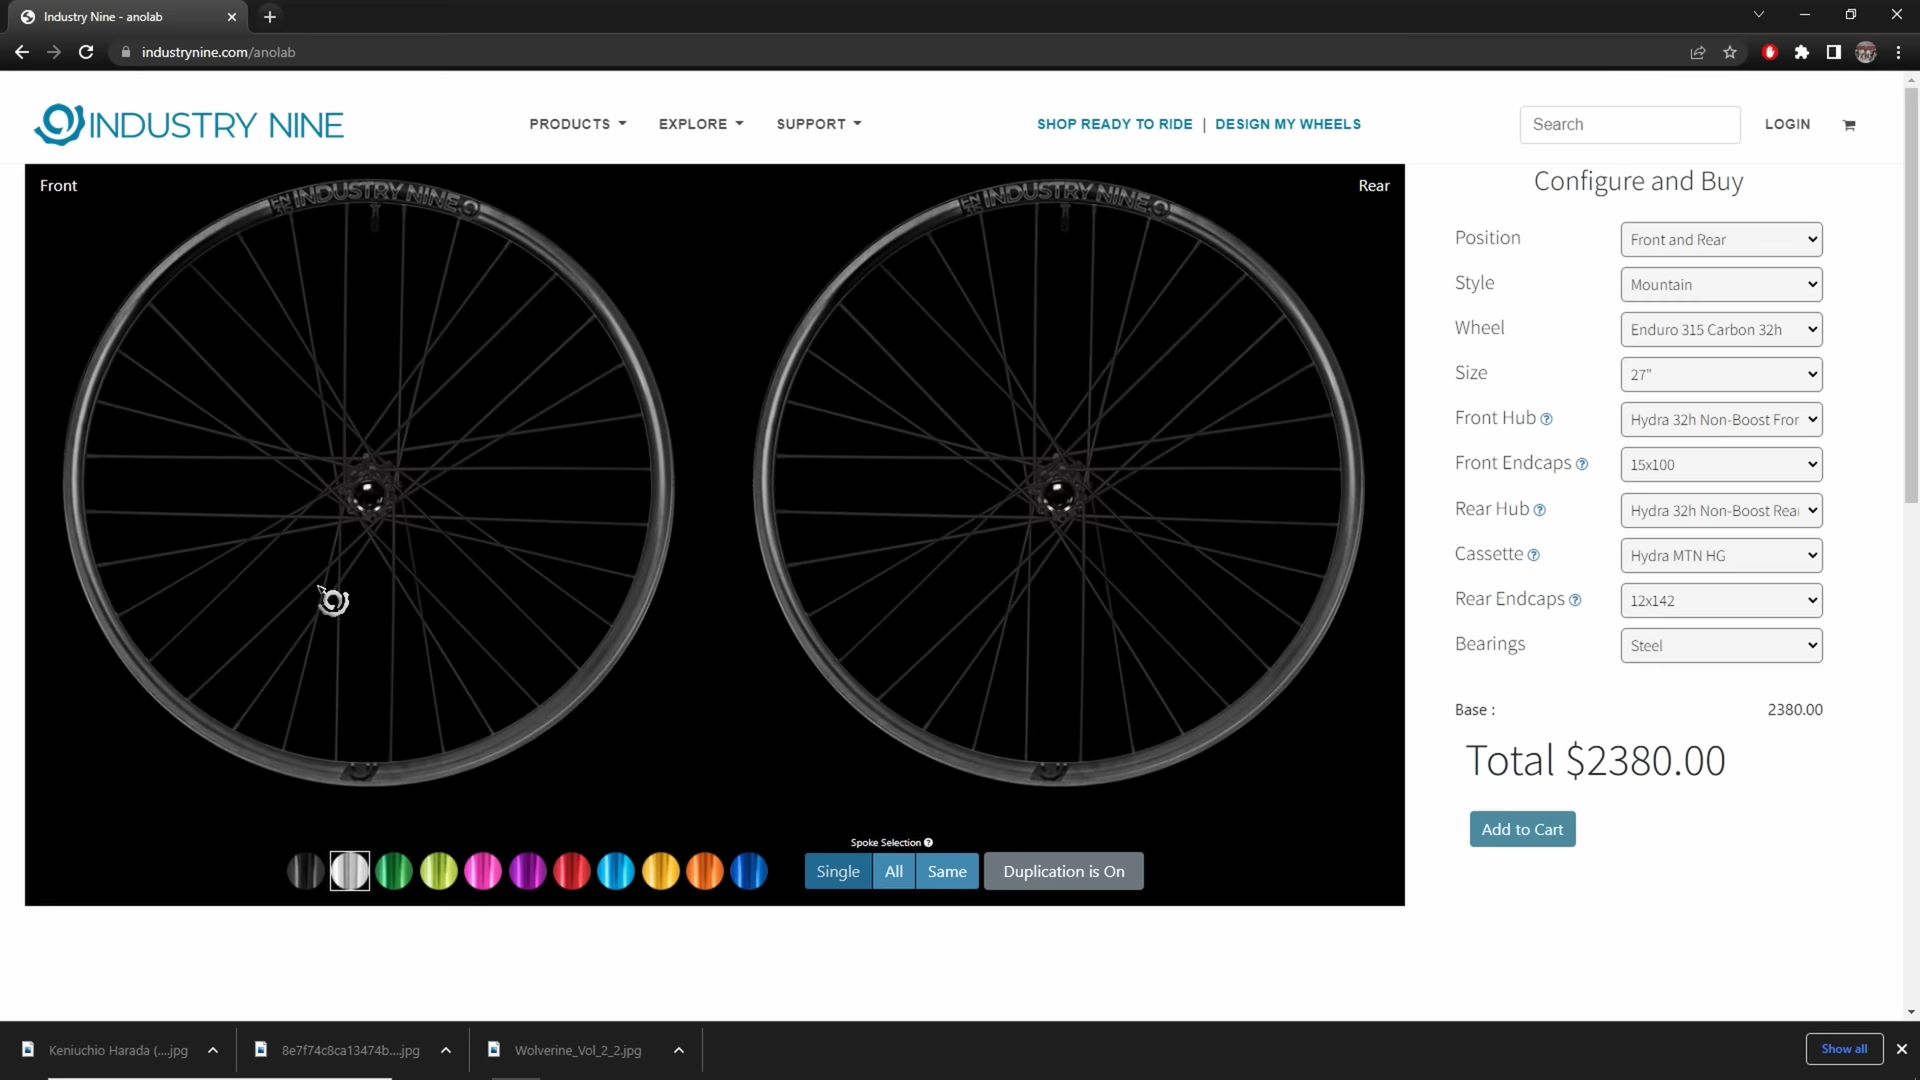 Industry Nine - anolab
industrynine.com/anolab
INDUSTRY NINE
PRODUCTS
EXPLORE
SUPPORT
SHOP READY TO RIDE | DESIGN MY WHEELS
Search
LOGIN
Front
INDUSTRY NINE
INDUSTRY NINE
Rear
Configure and Buy
Position Front and Rear
Style Mountain
Wheel Enduro 315 Carbon 32h
Size 27"
Front Hub ? Hydra 32h Non-Boost Fron
Front Endcaps ? 15x100
Rear Hub ? Hydra 32h Non-Boost Rea
Cassette ? Hydra MTN HG
Rear Endcaps ? 12x142
Bearings Steel
Base : 2380.00
Total $2380.00
Add to Cart
Spoke Selection ?
Single All Same Duplication is On
Keniuchio Harada (....jpg
8e7f74c8ca13474b....jpg
Wolverine_Vol_2_2.jpg
Show all